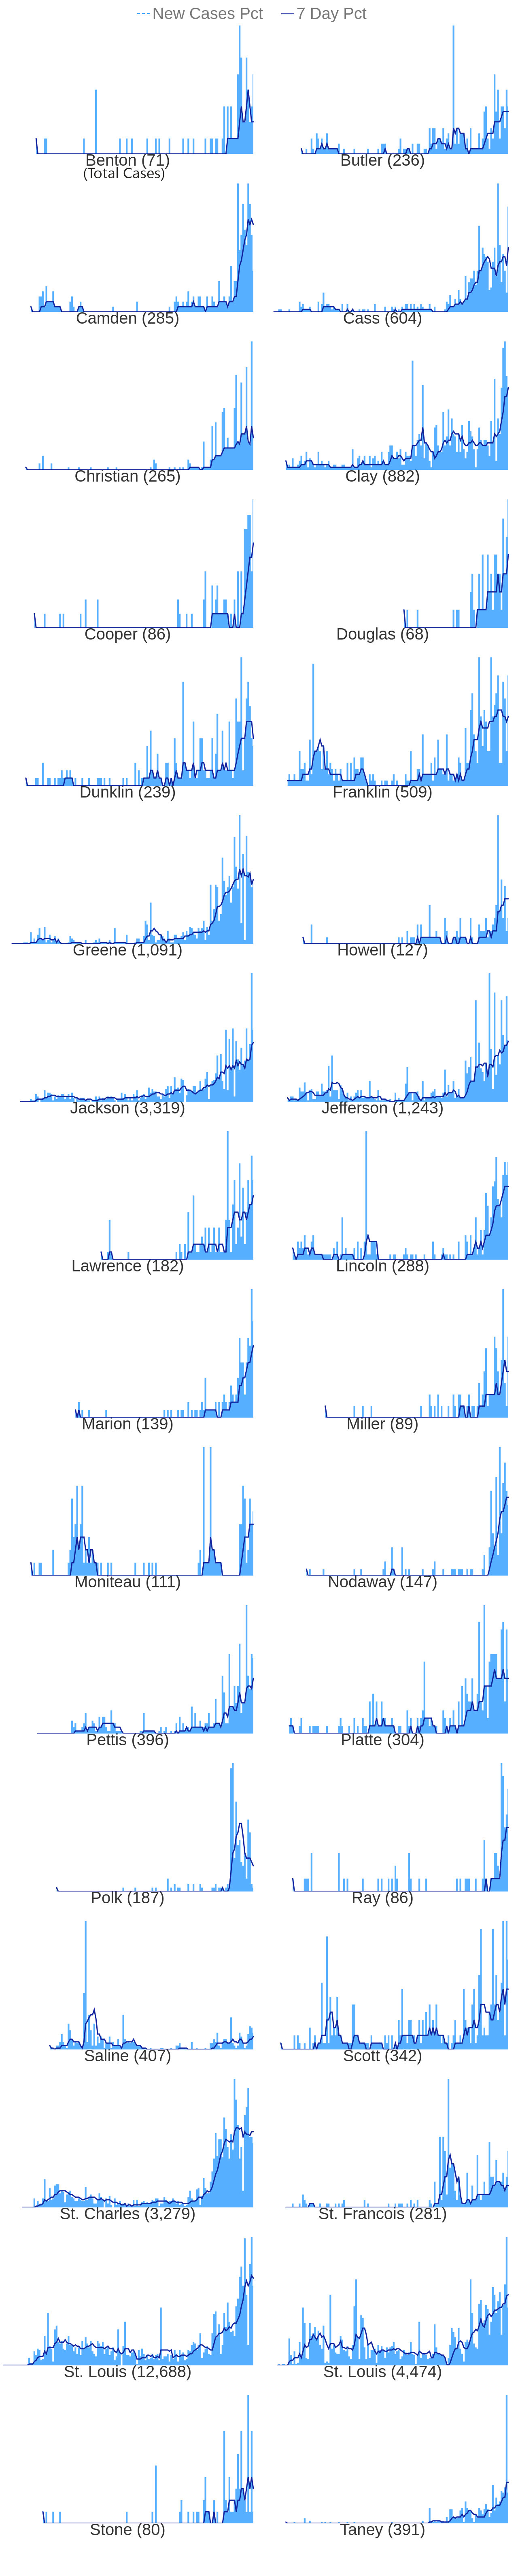 New Cases Pct 7 Day Pct
Benton (71) Butler (236)
(Total Cases)
Camden (285) Cass (604)
Christian (265) Clay (882)
Cooper (86) Douglas (68)
Dunklin (239) Franklin (509)
Greene (1,091) Howell (127)
Jackson (3,319) Jefferson (1,243)
Lawrence (182) Lincoln (288)
Marion (139) Miller (89)
Moniteau (111) Nodaway (147)
Pettis (396) Platte (304)
Polk (187) Ray (86)
Saline (407) Scott (342)
St. Charles (3,279) St. Francois (281)
St. Louis (12,688) St. Louis (4,474)
Stone (80) Taney (391)